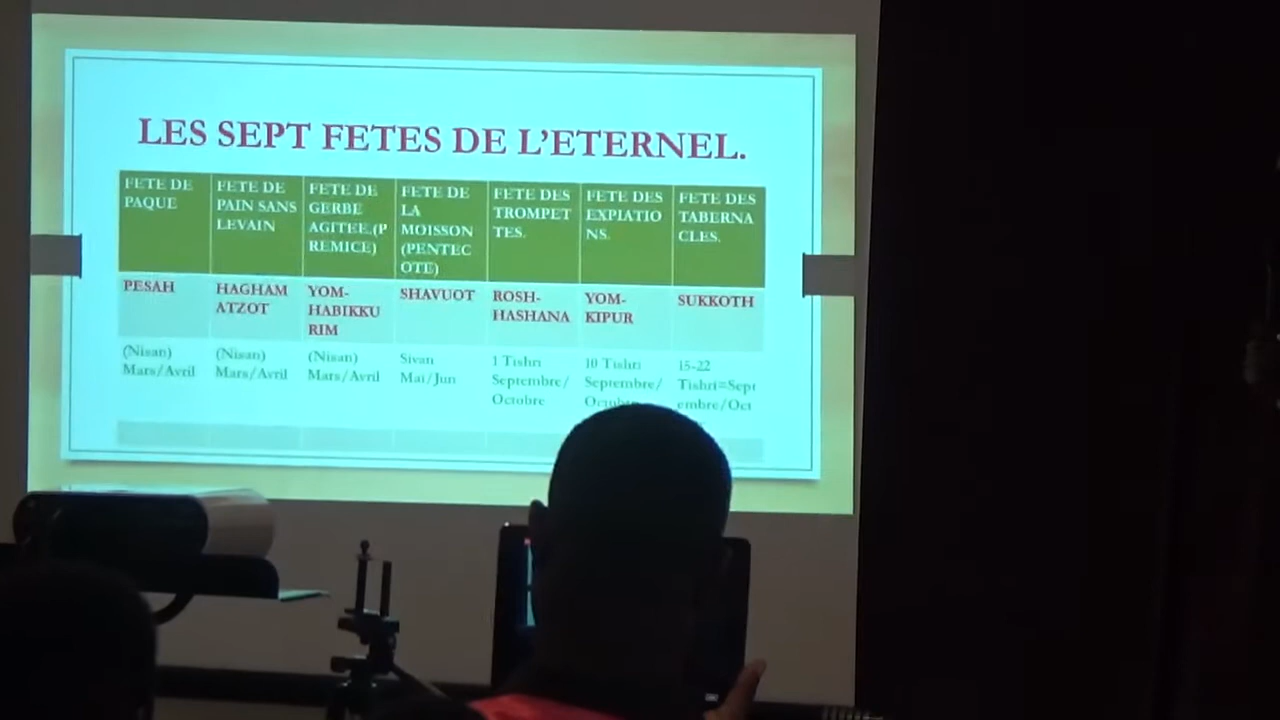 LES SEPT FETES DE L'ETERNEL.
FETE DE
PAQUE
FETE DE
PAIN SANS
LEVAIN
FETE DE
GERBE
AGITEE.(P
REMICE)
FETE DE
LA
MOISSON
(PENTEC
OTE)
FETE DES
TROMPET
TES.
FETE DES
EXPIATIO
NS.
FETE DES
TABERNA
CLES.
PESAH
HAGHAM
ATZOT
YOM-
HABIKKU
RIM
SHAVUOT
ROSH-
HASHANA
YOM-
KIPUR
SUKKOTH
(Nisan)
Mars/Avril
(Nisan)
Mars/Avril
(Nisan)
Mars/Avril
Sivan
Mai/Jun
1 Tishri
Septembre/
Octobre
10 Tishri
Septembre/
Octobre
15-22
Tishri=Sept
embre/Oct